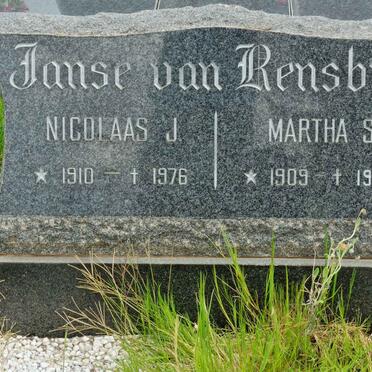 Janse van Rensb
NICOLAAS J. MARTHA S
★ 1910 - † 1976 ★ 1909 - † 19